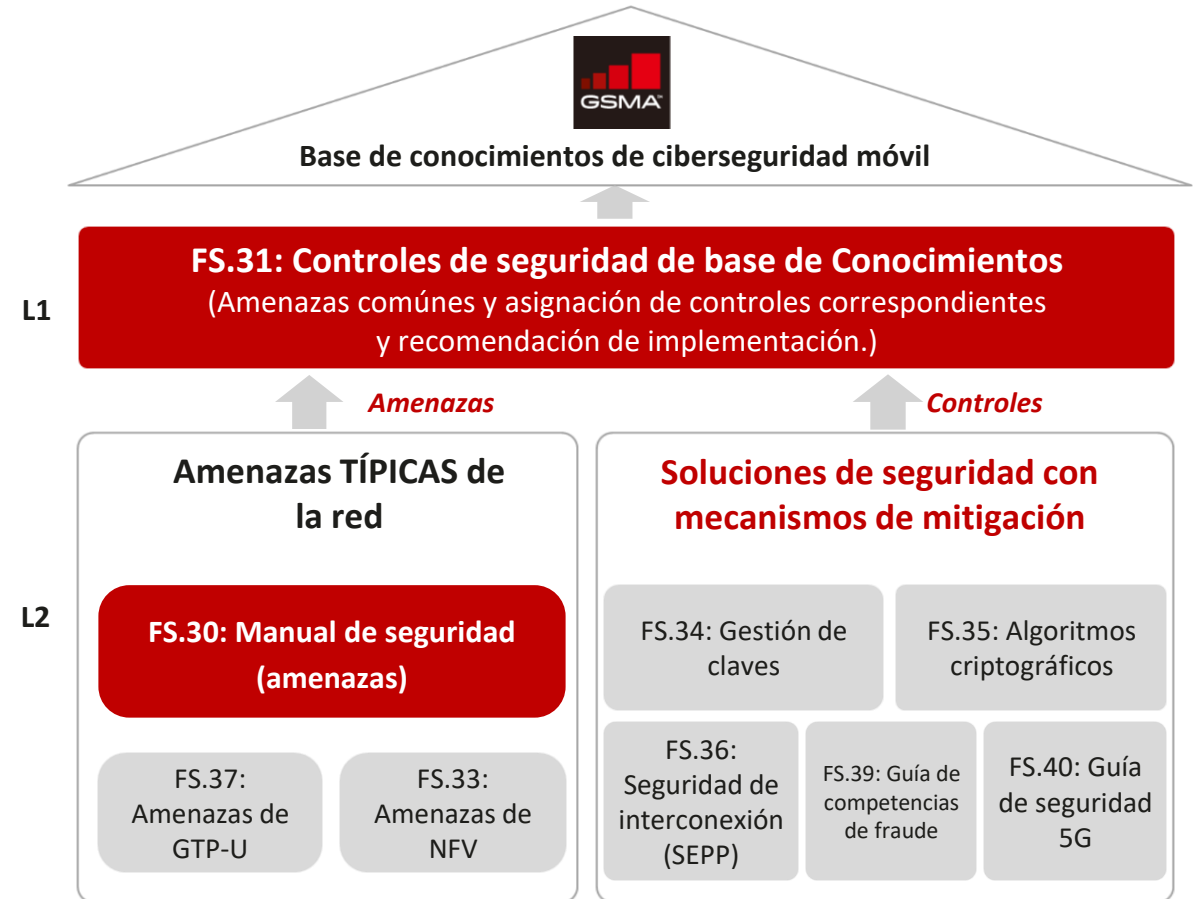 GSMA™
Base de conocimientos de ciberseguridad móvil
L1
FS.31: Controles de seguridad de base de Conocimientos
(Amenazas comúnes y asignación de controles correspondientes
y recomendación de implementación.)
Amenazas
Controles
L2
Amenazas TÍPICAS de
la red
FS.30: Manual de seguridad
(amenazas)
FS.37:
Amenazas de
GTP-U
FS.33:
Amenazas de
NFV
Soluciones de seguridad con
mecanismos de mitigación
FS.34: Gestión de
claves
FS.35: Algoritmos
criptográficos
FS.36:
Seguridad de
interconexión
(SEPP)
FS.39: Guía de
competencias
de fraude
FS.40: Guía
de seguridad
5G